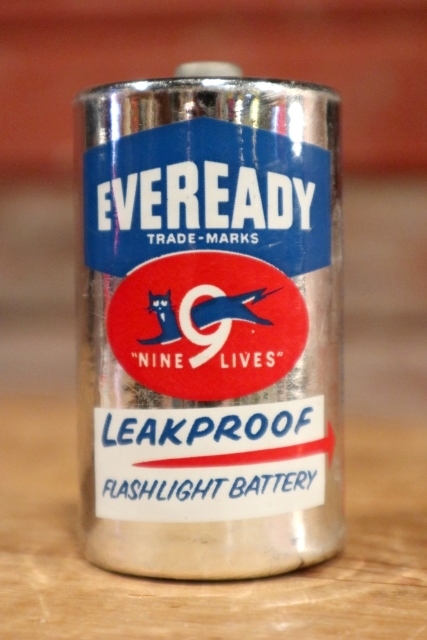 EVEREADY
TRADE-MARKS
9
"NINE LIVES"
LEAKPROOF
FLASHLIGHT BATTERY